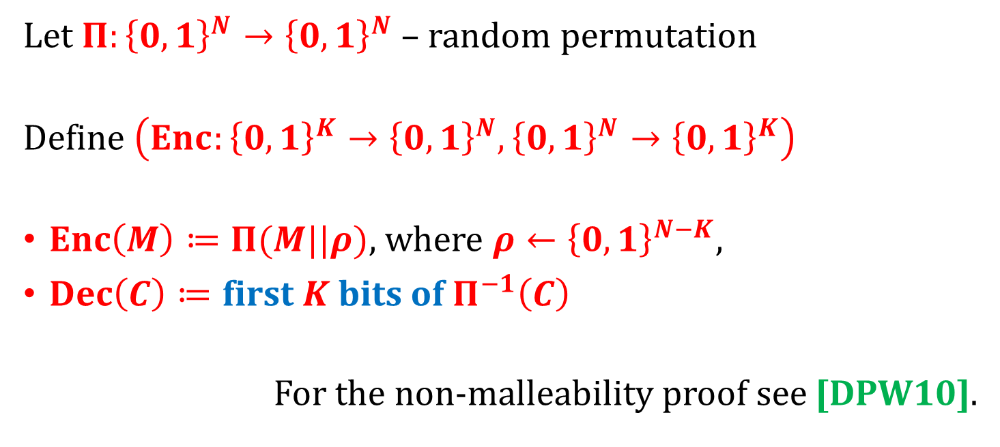 Let Π: {0, 1}^N → {0, 1}^N – random permutation
Define (Enc: {0, 1}^K → {0, 1}^N, {0, 1}^N → {0, 1}^K)
• Enc(M) ≔ Π(M||ρ), where ρ ← {0, 1}^{N−K},
• Dec(C) ≔ first K bits of Π^{−1}(C)
For the non-malleability proof see [DPW10].